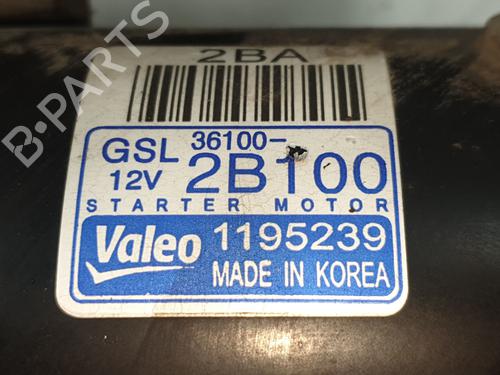 2BA
GSL 36100-
12V 2B100
STARTER MOTOR
Valeo 1195239
MADE IN KOREA
B-PARTS